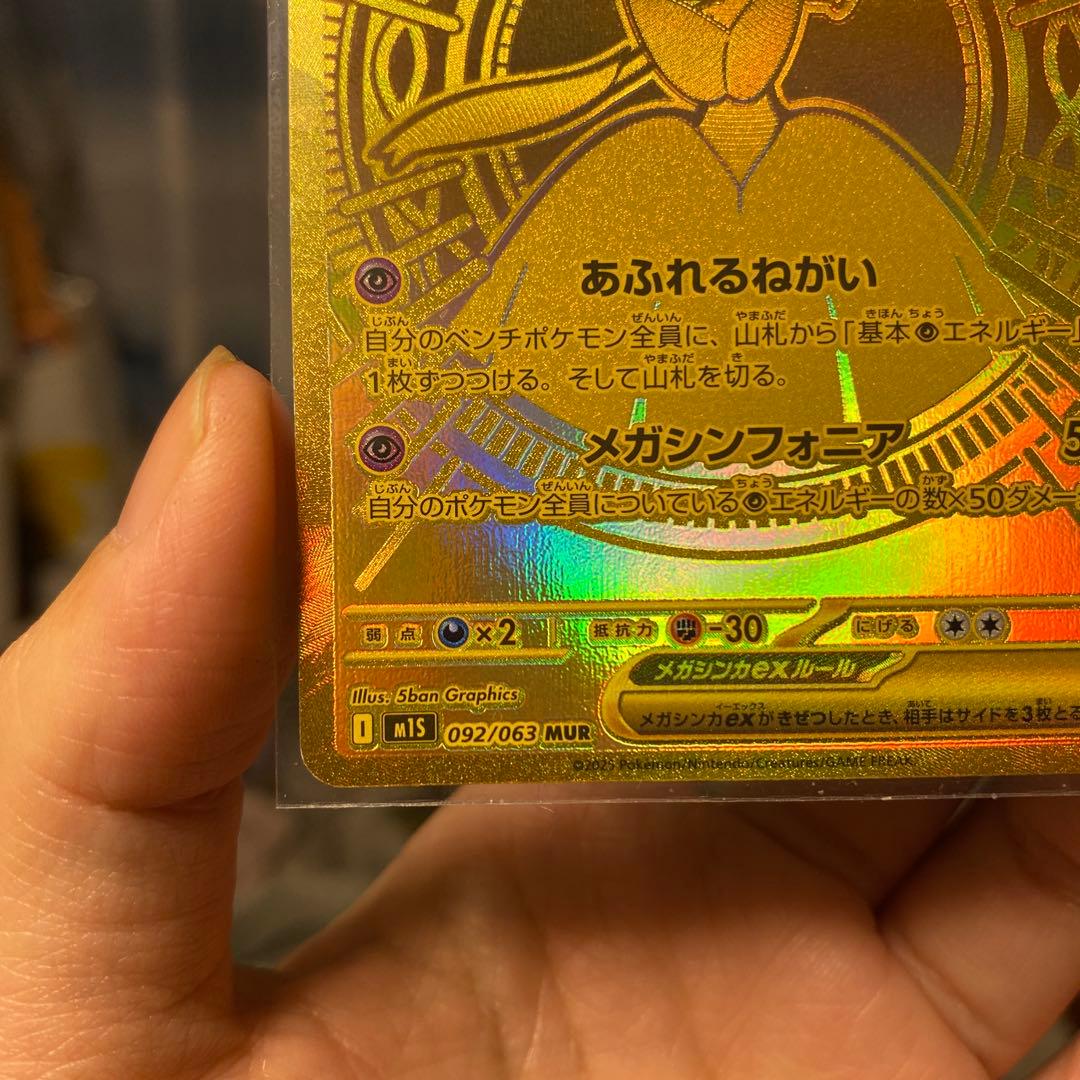 IV
あふれるねがい
自分のベンチポケモン全員に、山札から「基本エネルギー」
1枚ずつつける。そして山札を切る。
メガシンフォニア 5
自分のポケモン全員についているエネルギーの数×50ダメー
弱点 ×2 抵抗力 -30 にげる
メガシンカexルール
メガシンカexがきぜつしたとき、相手はサイドを3枚とる
Illus. 5ban Graphics
I m1S 092/063 MUR
©2025 Pokémon/Nintendo/Creatures/GAME FREAK.